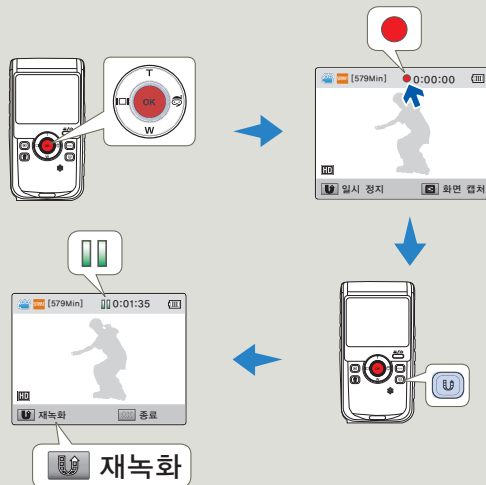 T
OK
W
[579Min] 0:00:00
HD
일시 정지 화면 캡처
[579Min] 0:01:35
HD
재녹화 종료
재녹화